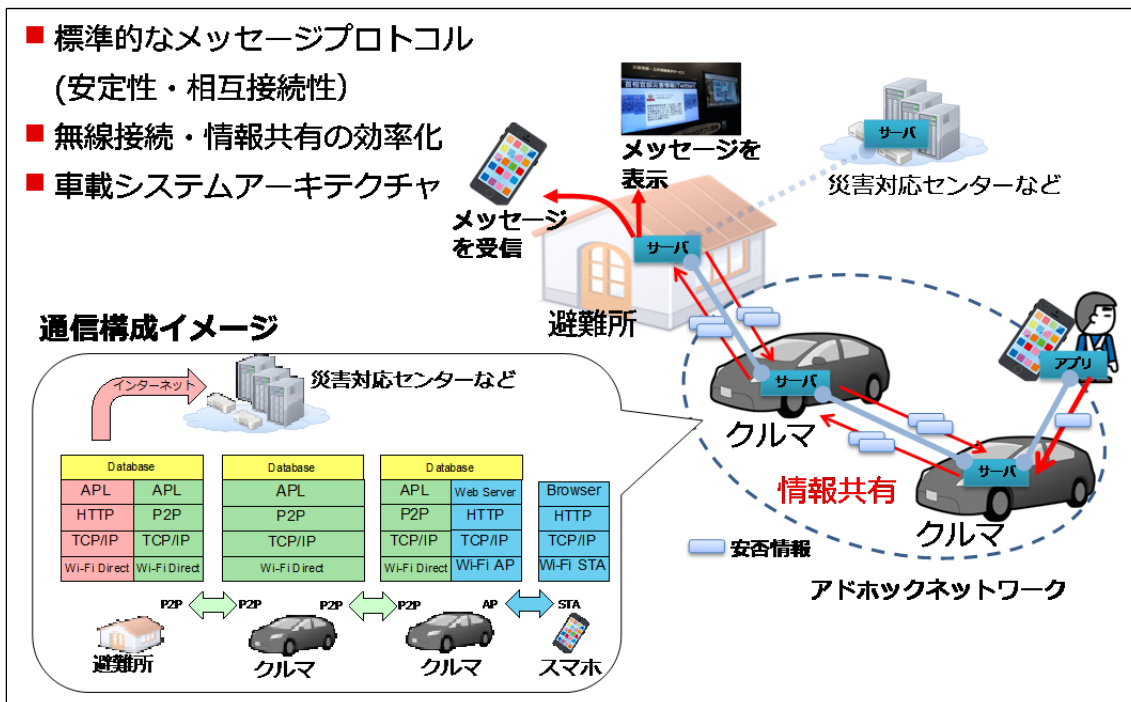 ■ 標準的なメッセージプロトコル
(安定性・相互接続性)
■ 無線接続・情報共有の効率化
■ 車載システムアーキテクチャ
メッセージ
を受信
メッセージを
表示
サーバ
災害対応センターなど
サーバ
避難所
サーバ
クルマ
アプリ
サーバ
クルマ
情報共有
安否情報
アドホックネットワーク
通信構成イメージ
インターネット
災害対応センターなど
Database
Database
Database
APL
APL
APL
APL
Web Server
Browser
HTTP
P2P
P2P
P2P
HTTP
HTTP
TCP/IP
TCP/IP
TCP/IP
TCP/IP
TCP/IP
TCP/IP
Wi-Fi Direct
Wi-Fi Direct
Wi-Fi Direct
Wi-Fi Direct
Wi-Fi AP
Wi-Fi STA
P2P
P2P
P2P
P2P
AP
STA
避難所
クルマ
クルマ
スマホ